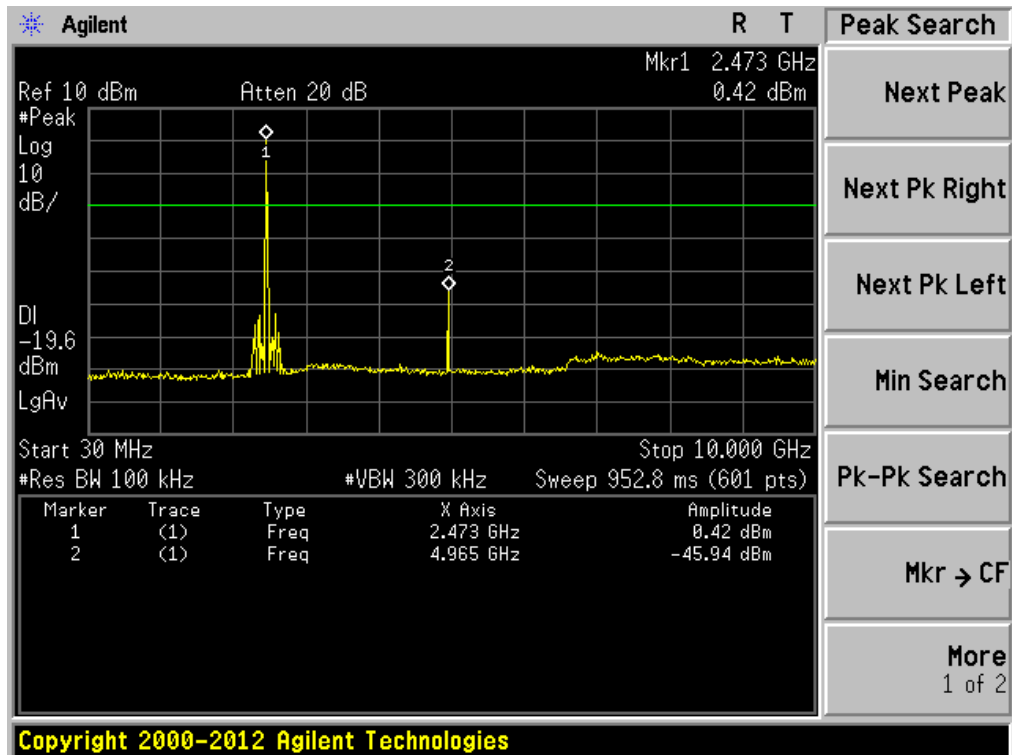 Agilent R T Peak Search
Mkr1 2.473 GHz
Ref 10 dBm Atten 20 dB 0.42 dBm
#Peak
Log
10
dB/
1
2
DI
-19.6
dBm
LgAv
Start 30 MHz Stop 10.000 GHz
#Res BW 100 kHz #VBW 300 kHz Sweep 952.8 ms (601 pts)
Marker Trace Type X Axis Amplitude
1 (1) Freq 2.473 GHz 0.42 dBm
2 (1) Freq 4.965 GHz -45.94 dBm
Next Peak
Next Pk Right
Next Pk Left
Min Search
Pk-Pk Search
Mkr → CF
More
1 of 2
Copyright 2000-2012 Agilent Technologies